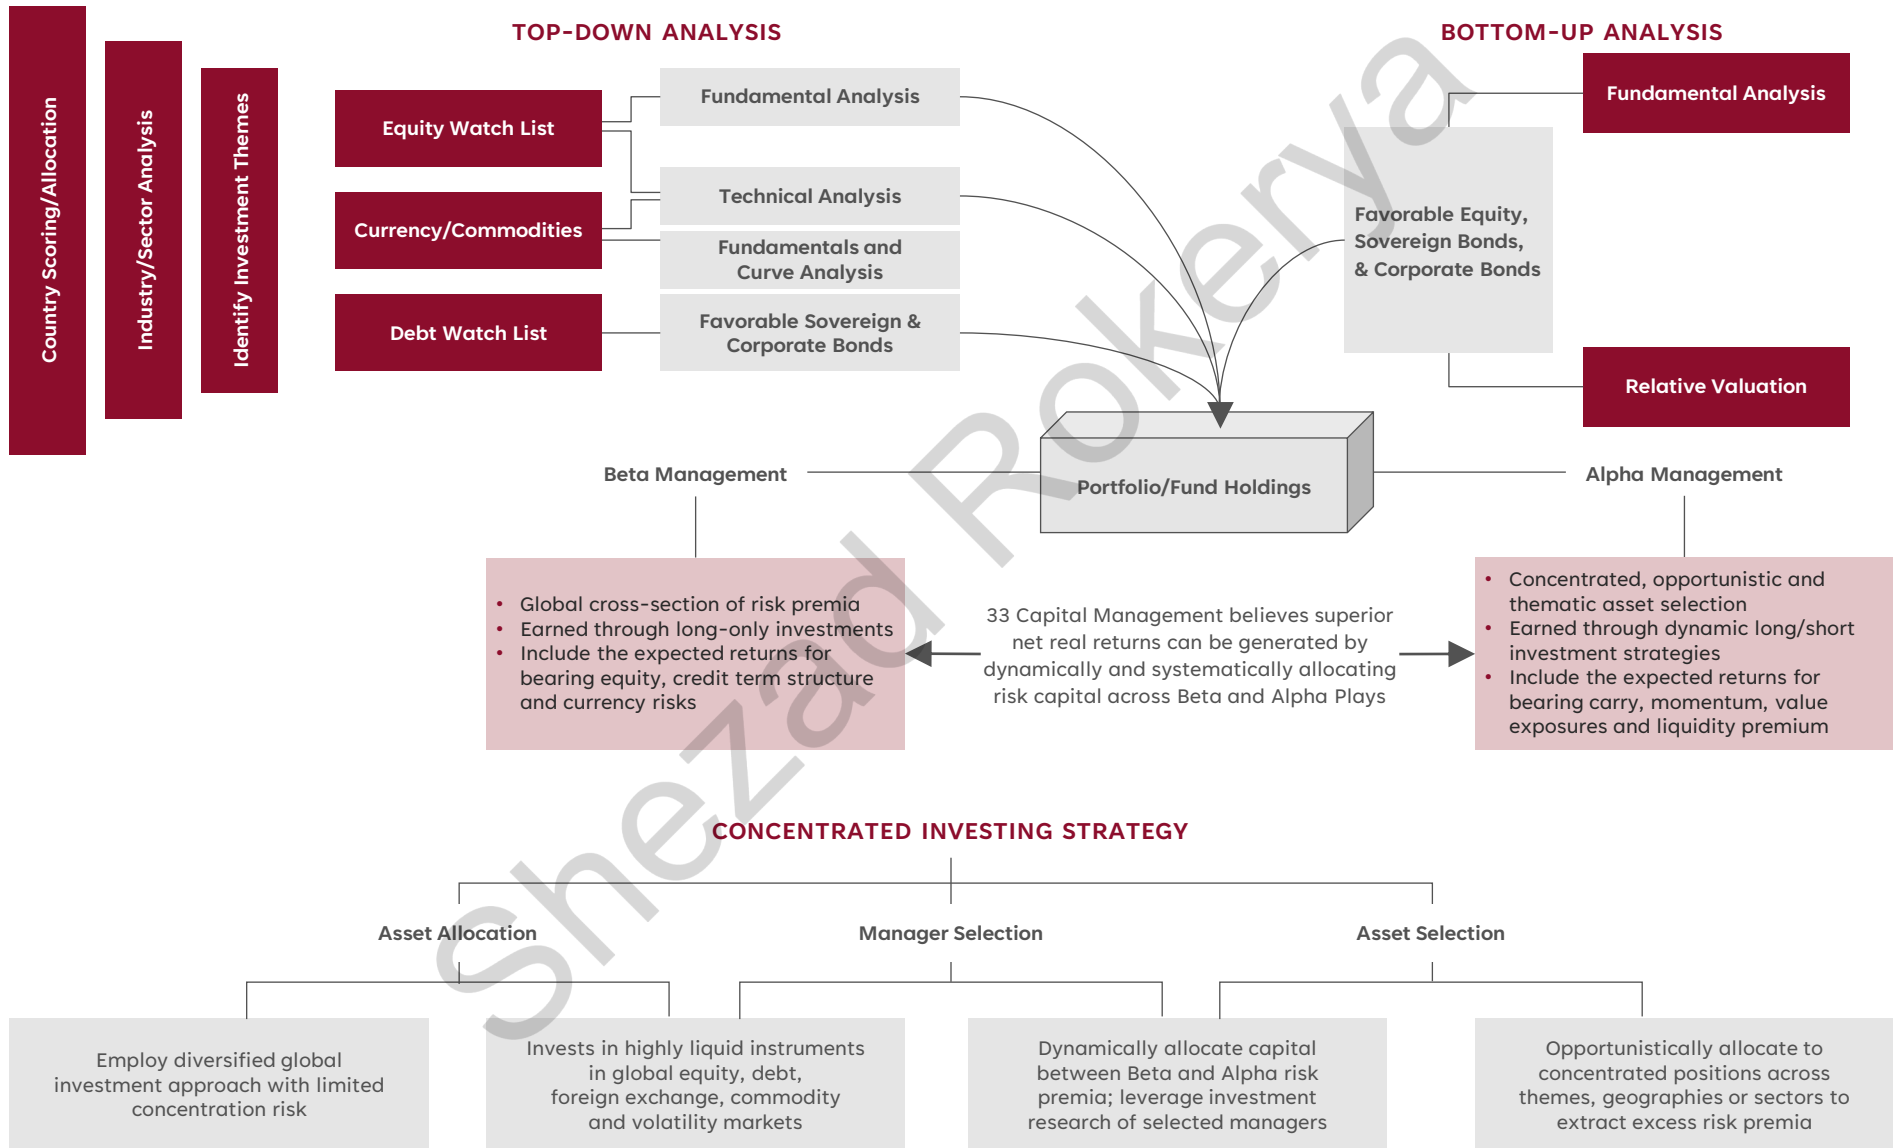 TOP-DOWN ANALYSIS
BOTTOM-UP ANALYSIS
Country Scoring/Allocation
Industry/Sector Analysis
Identify Investment Themes
Equity Watch List
Currency/Commodities
Debt Watch List
Fundamental Analysis
Technical Analysis
Fundamentals and
Curve Analysis
Favorable Sovereign &
Corporate Bonds
Favorable Equity,
Sovereign Bonds,
& Corporate Bonds
Fundamental Analysis
Relative Valuation
Beta Management
Portfolio/Fund Holdings
Alpha Management
• Global cross-section of risk premia
• Earned through long-only investments
• Include the expected returns for
bearing equity, credit term structure
and currency risks
33 Capital Management believes superior
net real returns can be generated by
dynamically and systematically allocating
risk capital across Beta and Alpha Plays
• Concentrated, opportunistic and
thematic asset selection
• Earned through dynamic long/short
investment strategies
• Include the expected returns for
bearing carry, momentum, value
exposures and liquidity premium
CONCENTRATED INVESTING STRATEGY
Asset Allocation
Manager Selection
Asset Selection
Employ diversified global
investment approach with limited
concentration risk
Invests in highly liquid instruments
in global equity, debt,
foreign exchange, commodity
and volatility markets
Dynamically allocate capital
between Beta and Alpha risk
premia; leverage investment
research of selected managers
Opportunistically allocate to
concentrated positions across
themes, geographies or sectors to
extract excess risk premia
Shezad Rokerya